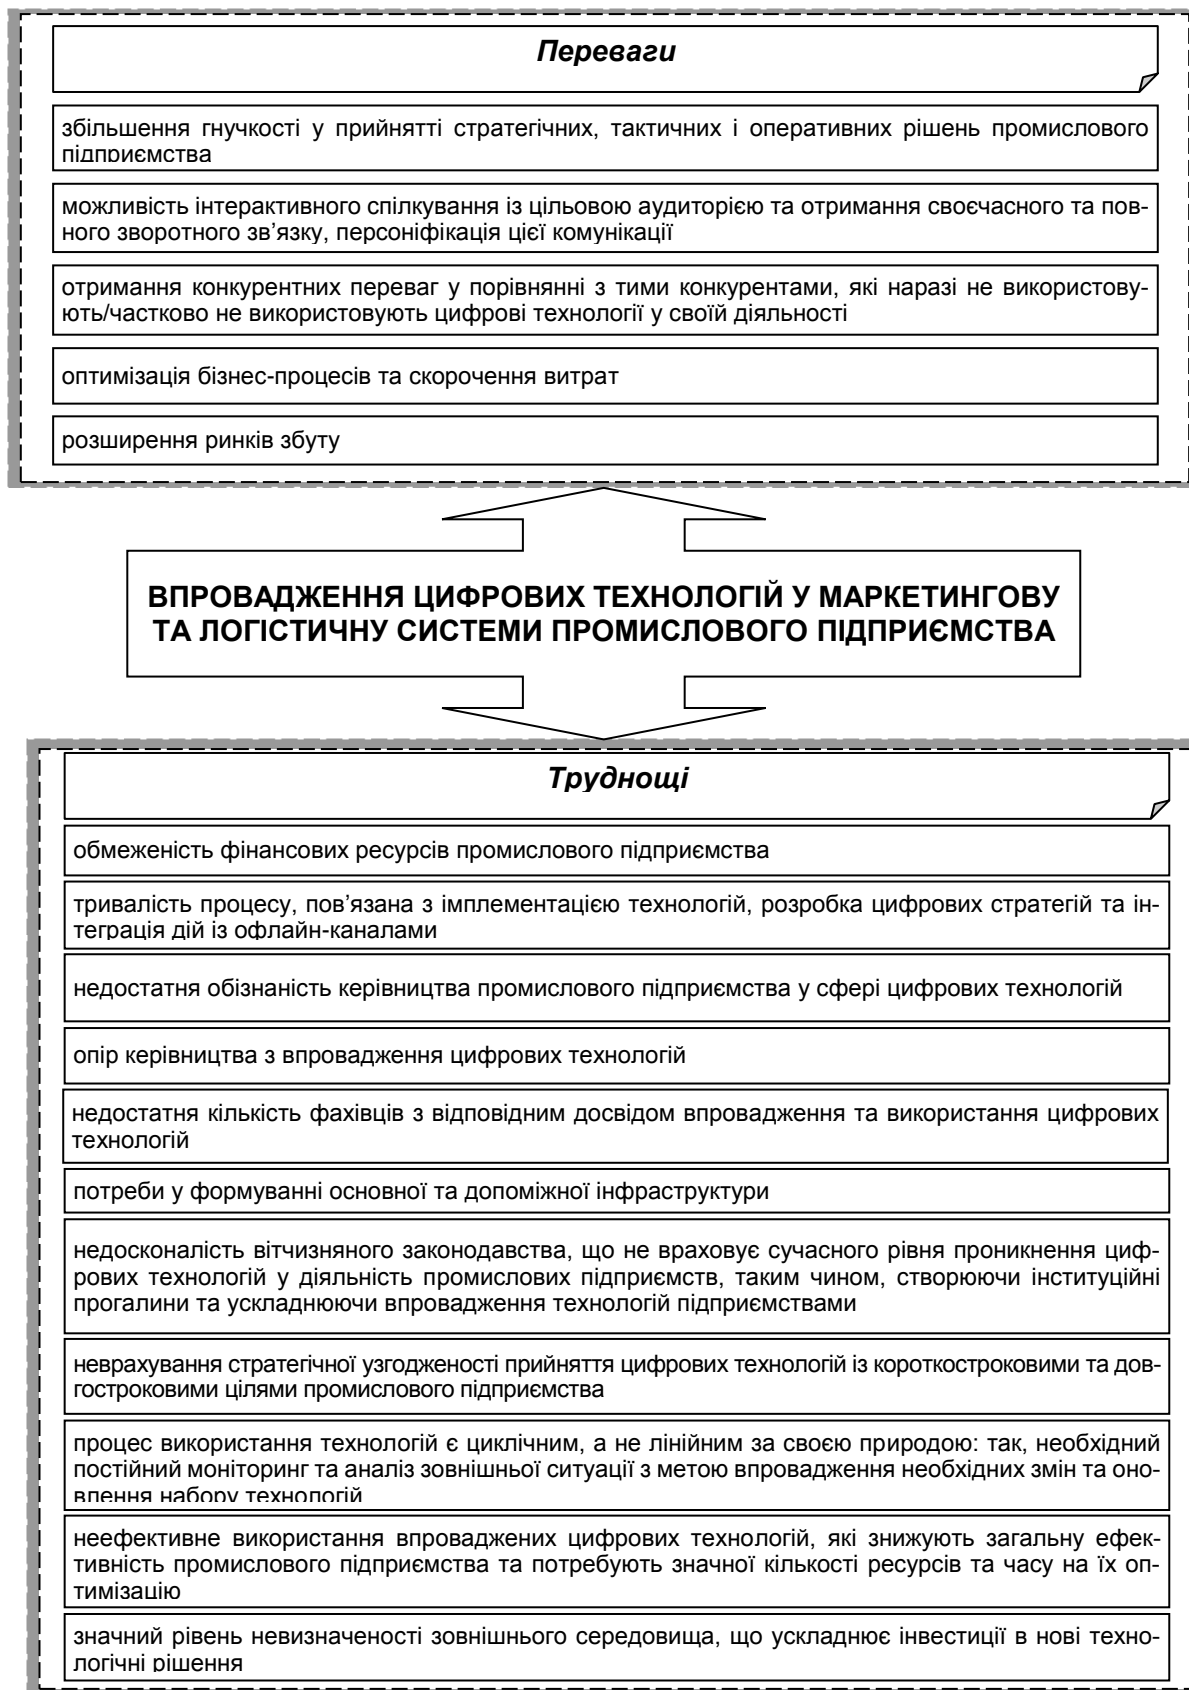 Переваги
збільшення гнучкості у прийнятті стратегічних, тактичних і оперативних рішень промислового
підприємства
можливість інтерактивного спілкування із цільовою аудиторією та отримання своєчасного та пов-
ного зворотного зв’язку, персоніфікація цієї комунікації
отримання конкурентних переваг у порівнянні з тими конкурентами, які наразі не використову-
ють/частково не використовують цифрові технології у своїй діяльності
оптимізація бізнес-процесів та скорочення витрат
розширення ринків збуту
ВПРОВАДЖЕННЯ ЦИФРОВИХ ТЕХНОЛОГІЙ У МАРКЕТИНГОВУ
ТА ЛОГІСТИЧНУ СИСТЕМИ ПРОМИСЛОВОГО ПІДПРИЄМСТВА
Труднощі
обмеженість фінансових ресурсів промислового підприємства
тривалість процесу, пов’язана з імплементацією технологій, розробка цифрових стратегій та ін-
теграція дій із офлайн-каналами
недостатня обізнаність керівництва промислового підприємства у сфері цифрових технологій
опір керівництва з впровадження цифрових технологій
недостатня кількість фахівців з відповідним досвідом впровадження та використання цифрових
технологій
потреби у формуванні основної та допоміжної інфраструктури
недосконалість вітчизняного законодавства, що не враховує сучасного рівня проникнення циф-
рових технологій у діяльність промислових підприємств, таким чином, створюючи інституційні
прогалини та ускладнюючи впровадження технологій підприємствами
неврахування стратегічної узгодженості прийняття цифрових технологій із короткостроковими та дов-
гостроковими цілями промислового підприємства
процес використання технологій є циклічним, а не лінійним за своєю природою: так, необхідний
постійний моніторинг та аналіз зовнішньої ситуації з метою впровадження необхідних змін та оно-
влення набору технологій
неефективне використання впроваджених цифрових технологій, які знижують загальну ефек-
тивність промислового підприємства та потребують значної кількості ресурсів та часу на їх оп-
тимізацію
значний рівень невизначеності зовнішнього середовища, що ускладнює інвестиції в нові техно-
логічні рішення